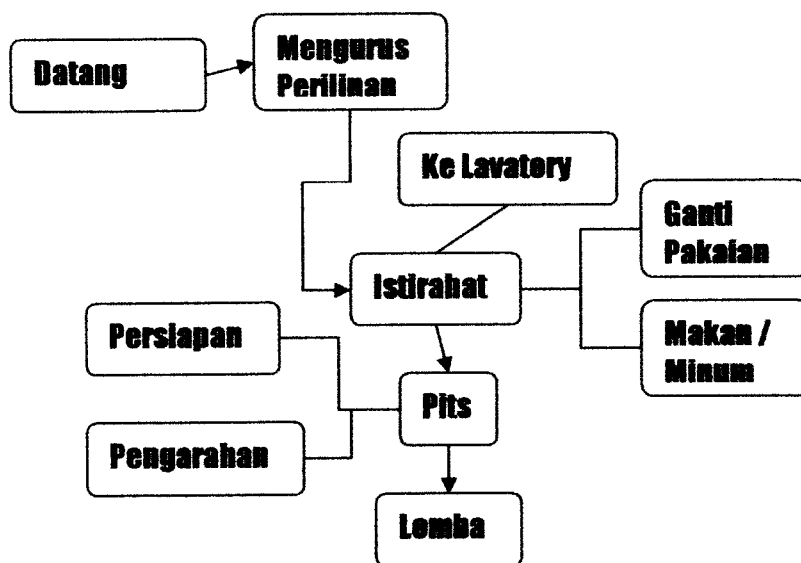 Datang
Mengurus
Perilinan
Ke Lavatory
Ganti
Pakaian
Istirahat
Makan /
Minum
Persiapan
Pits
Pengarahan
Lomba